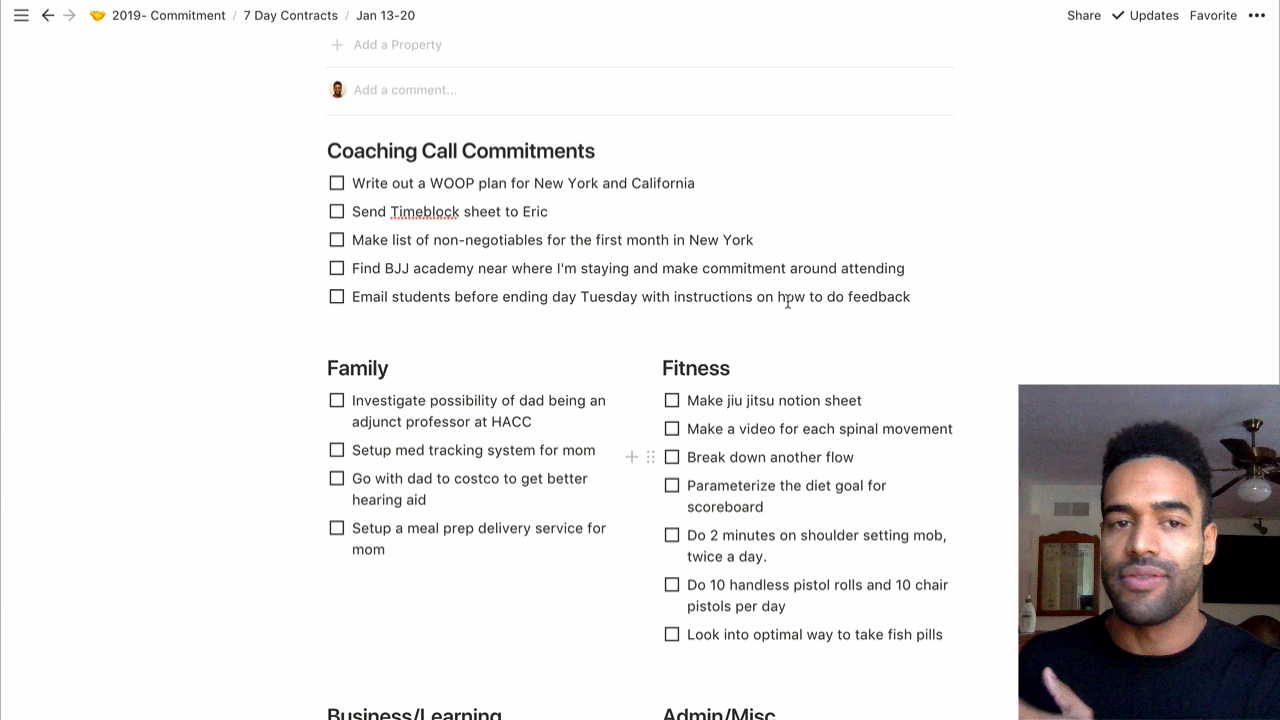 2019- Commitment / 7 Day Contracts / Jan 13-20
Share Updates Favorite
Add a Property
Add a comment...
Coaching Call Commitments
Write out a WOOP plan for New York and California
Send Timeblock sheet to Eric
Make list of non-negotiables for the first month in New York
Find BJJ academy near where I'm staying and make commitment around attending
Email students before ending day Tuesday with instructions on how to do feedback
Family
Investigate possibility of dad being an
adjunct professor at HACC
Setup med tracking system for mom
Go with dad to costco to get better
hearing aid
Setup a meal prep delivery service for
mom
Fitness
Make jiu jitsu notion sheet
Make a video for each spinal movement
Break down another flow
Parameterize the diet goal for
scoreboard
Do 2 minutes on shoulder setting mob,
twice a day.
Do 10 handless pistol rolls and 10 chair
pistols per day
Look into optimal way to take fish pills
Business/Learning
Admin/Misc